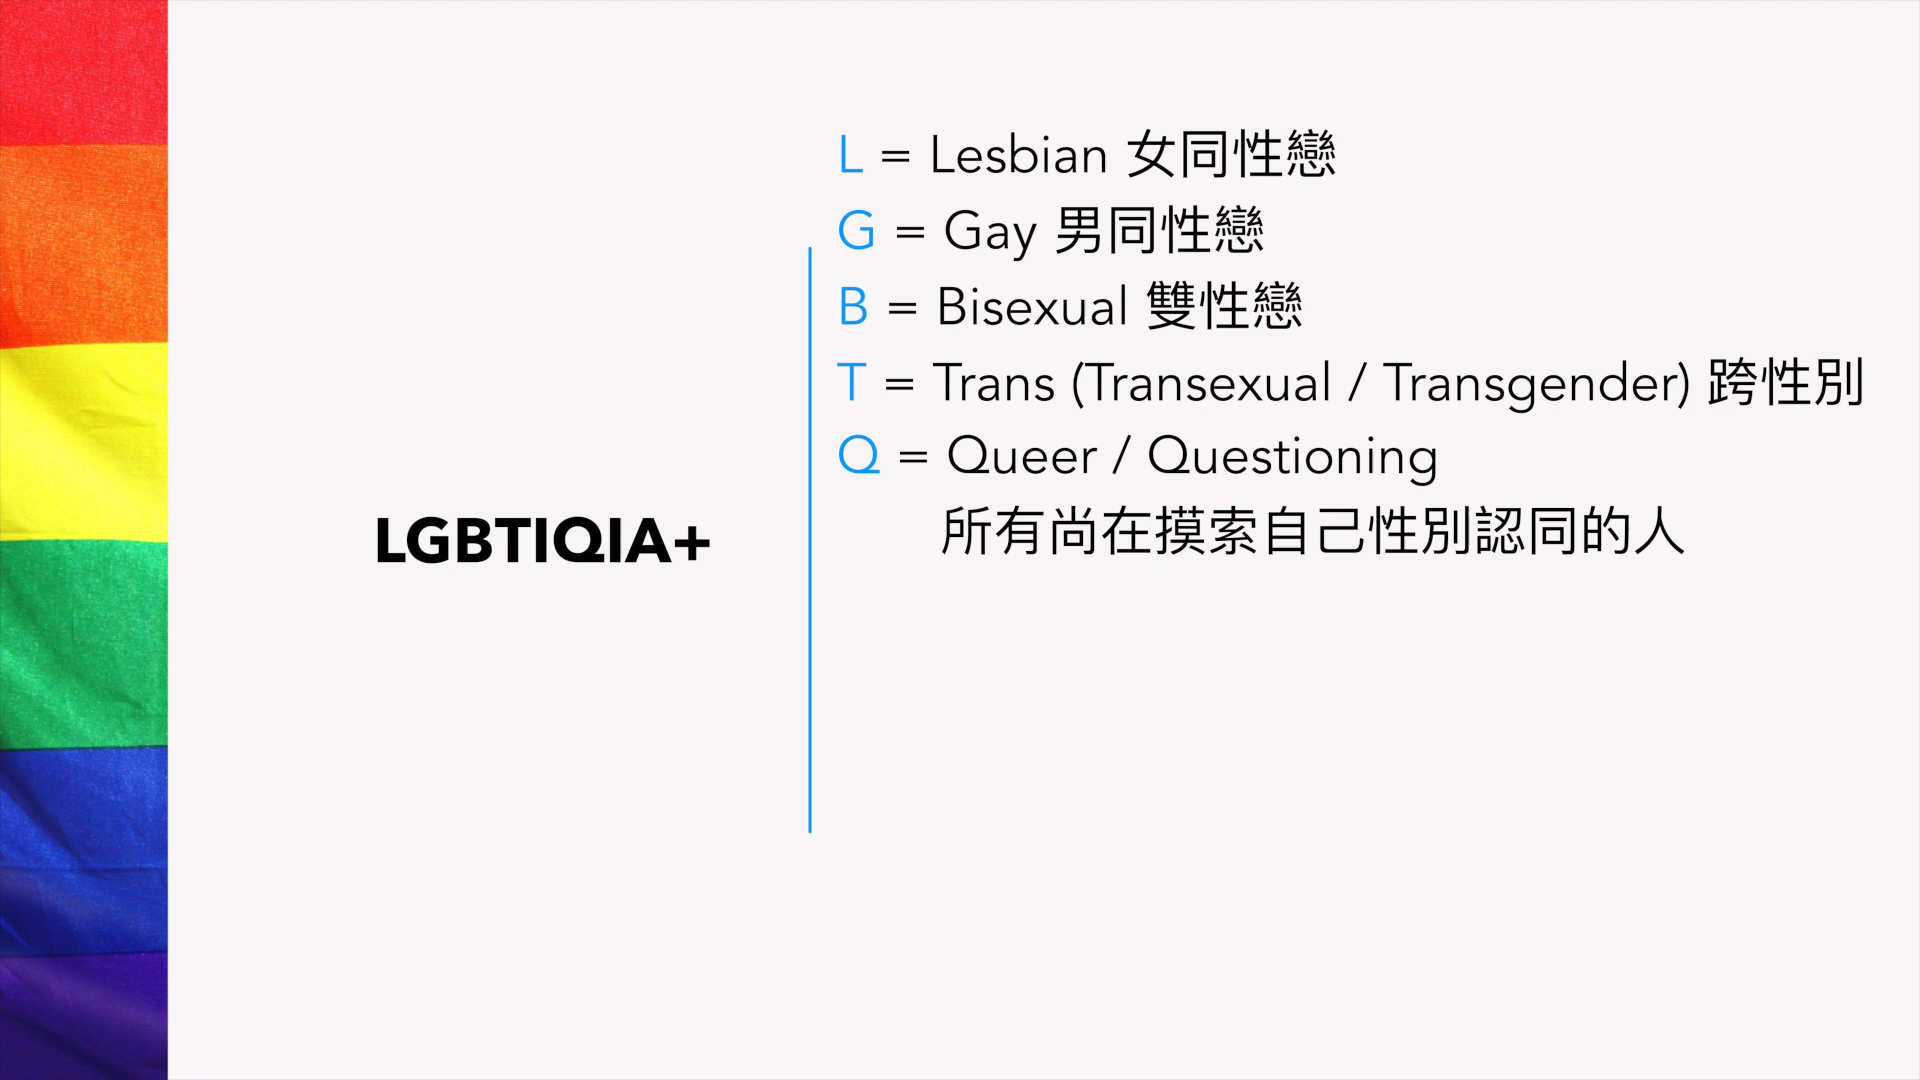 LGBTIQIA+
L = Lesbian 女同性戀
G = Gay 男同性戀
B = Bisexual 雙性戀
T = Trans (Transexual / Transgender) 跨性別
Q = Queer / Questioning
所有尚在摸索自己性別認同的人